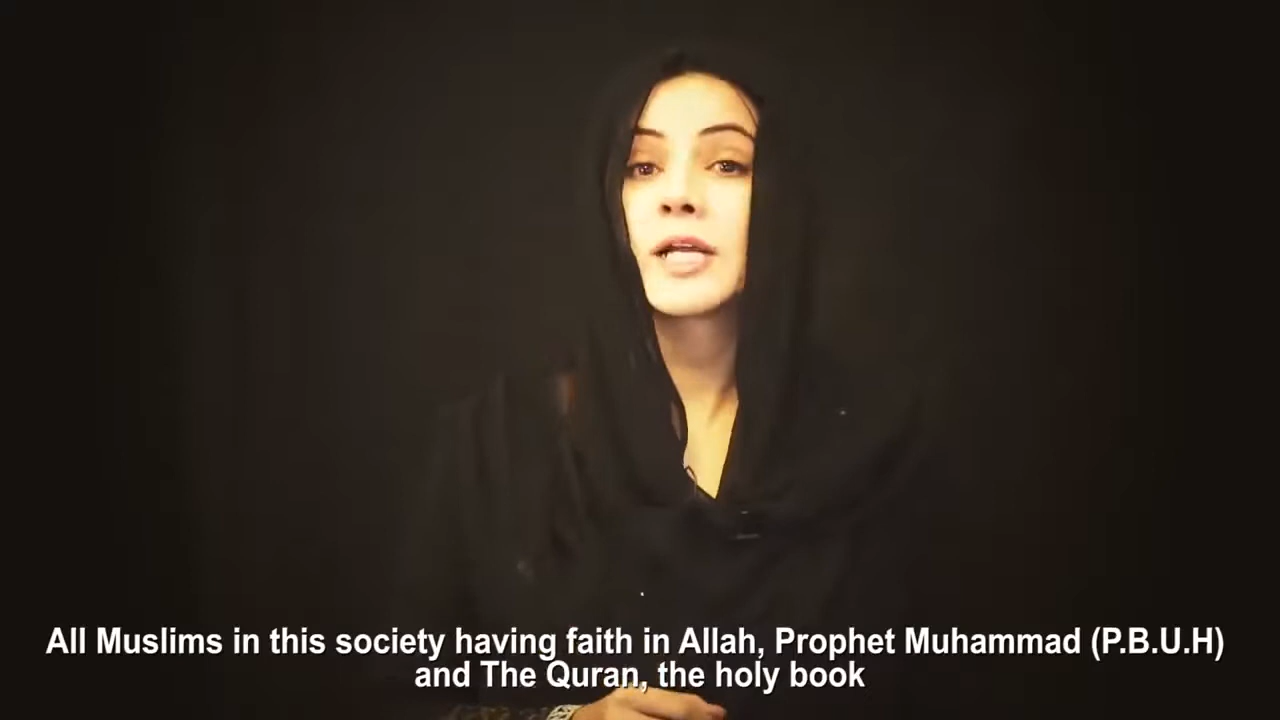 All Muslims in this society having faith in Allah, Prophet Muhammad (P.B.U.H)
and The Quran, the holy book